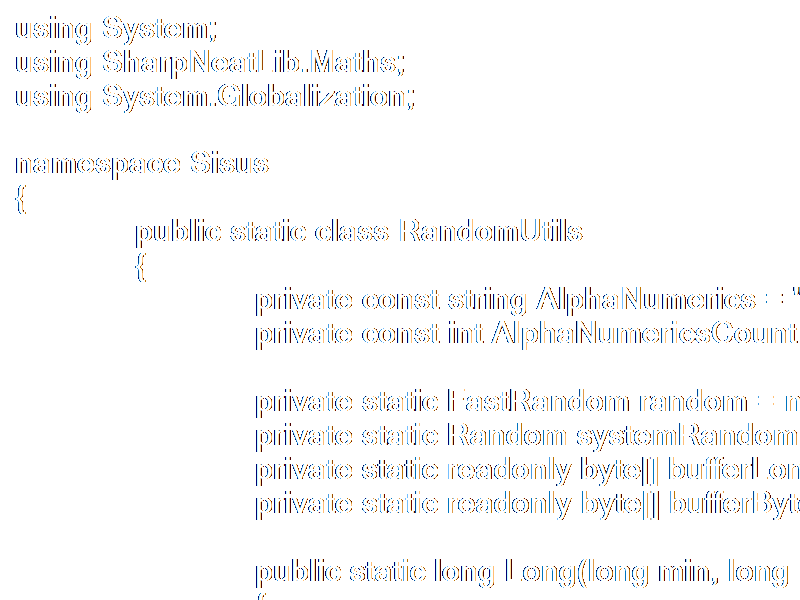 using System;
using SharpNeatLib.Maths;
using System.Globalization;
namespace Sisus
{
public static class RandomUtils
{
private const string AlphaNumerics = "
private const int AlphaNumericsCount
private static FastRandom random = n
private static Random systemRandom
private static readonly byte[] bufferLon
private static readonly byte[] bufferByte
public static long Long(long min, long
{